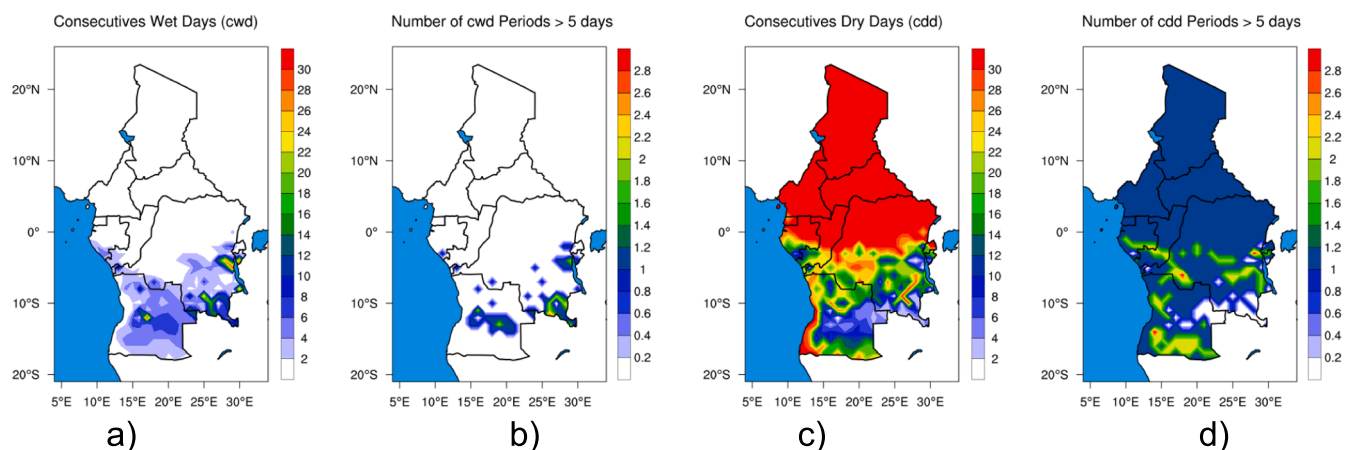 Consecutives Wet Days (cwd)
20°N
10°N
0°
10°S
20°S
5°E 10°E 15°E 20°E 25°E 30°E
30
28
26
24
22
20
18
16
14
12
10
8
6
4
2
a)
Number of cwd Periods > 5 days
20°N
10°N
0°
10°S
20°S
5°E 10°E 15°E 20°E 25°E 30°E
2.8
2.6
2.4
2.2
2
1.8
1.6
1.4
1.2
1
0.8
0.6
0.4
0.2
b)
Consecutives Dry Days (cdd)
20°N
10°N
0°
10°S
20°S
5°E 10°E 15°E 20°E 25°E 30°E
30
28
26
24
22
20
18
16
14
12
10
8
6
4
2
c)
Number of cdd Periods > 5 days
20°N
10°N
0°
10°S
20°S
5°E 10°E 15°E 20°E 25°E 30°E
2.8
2.6
2.4
2.2
2
1.8
1.6
1.4
1.2
1
0.8
0.6
0.4
0.2
d)